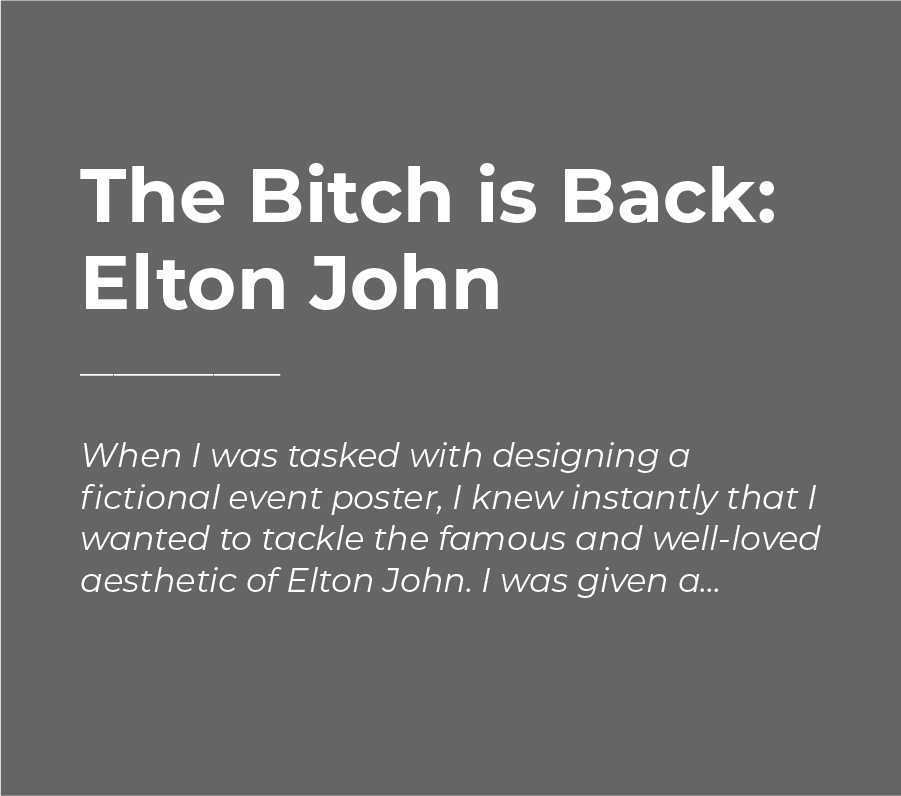 The Bitch is Back:
Elton John
When I was tasked with designing a
fictional event poster, I knew instantly that I
wanted to tackle the famous and well-loved
aesthetic of Elton John. I was given a...